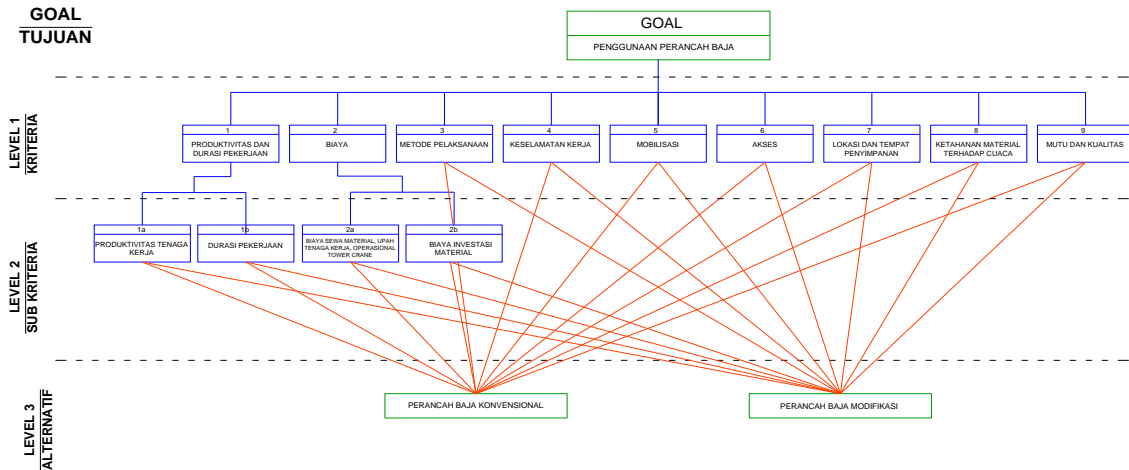 GOAL
TUJUAN
GOAL
PENGGUNAAN PERANCAH BAJA
LEVEL 1
KRITERIA
1
PRODUKTIVITAS DAN
DURASI PEKERJAAN
2
BIAYA
3
METODE PELAKSANAAN
4
KESELAMATAN KERJA
5
MOBILISASI
6
AKSES
7
LOKASI DAN TEMPAT
PENYIMPANAN
8
KETAHANAN MATERIAL
TERHADAP CUACA
9
MUTU DAN KUALITAS
LEVEL 2
SUB KRITERIA
1a
PRODUKTIVITAS TENAGA
KERJA
1b
DURASI PEKERJAAN
2a
BIAYA SEWA MATERIAL, UPAH
TENAGA KERJA, OPERASIONAL
TOWER CRANE
2b
BIAYA INVESTASI
MATERIAL
LEVEL 3
ALTERNATIF
PERANCAH BAJA KONVENSIONAL
PERANCAH BAJA MODIFIKASI